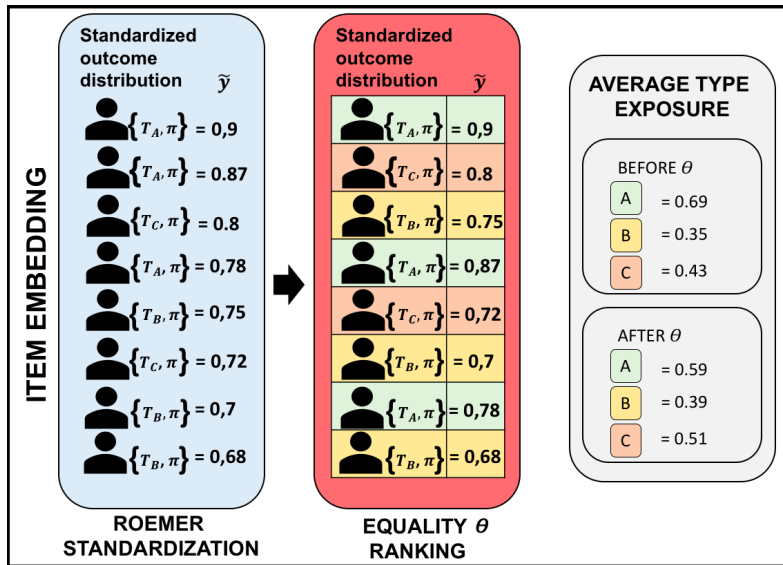 ITEM EMBEDDING
Standardized
outcome
distribution ỹ
{T_A, π} = 0,9
{T_A, π} = 0.87
{T_C, π} = 0.8
{T_A, π} = 0,78
{T_B, π} = 0,75
{T_C, π} = 0,72
{T_B, π} = 0,7
{T_B, π} = 0,68
ROEMER
STANDARDIZATION
Standardized
outcome
distribution ỹ
{T_A, π} = 0,9
{T_C, π} = 0.8
{T_B, π} = 0.75
{T_A, π} = 0,87
{T_C, π} = 0,72
{T_B, π} = 0,7
{T_A, π} = 0,78
{T_B, π} = 0,68
EQUALITY θ
RANKING
AVERAGE TYPE
EXPOSURE
BEFORE θ
A = 0.69
B = 0.35
C = 0.43
AFTER θ
A = 0.59
B = 0.39
C = 0.51